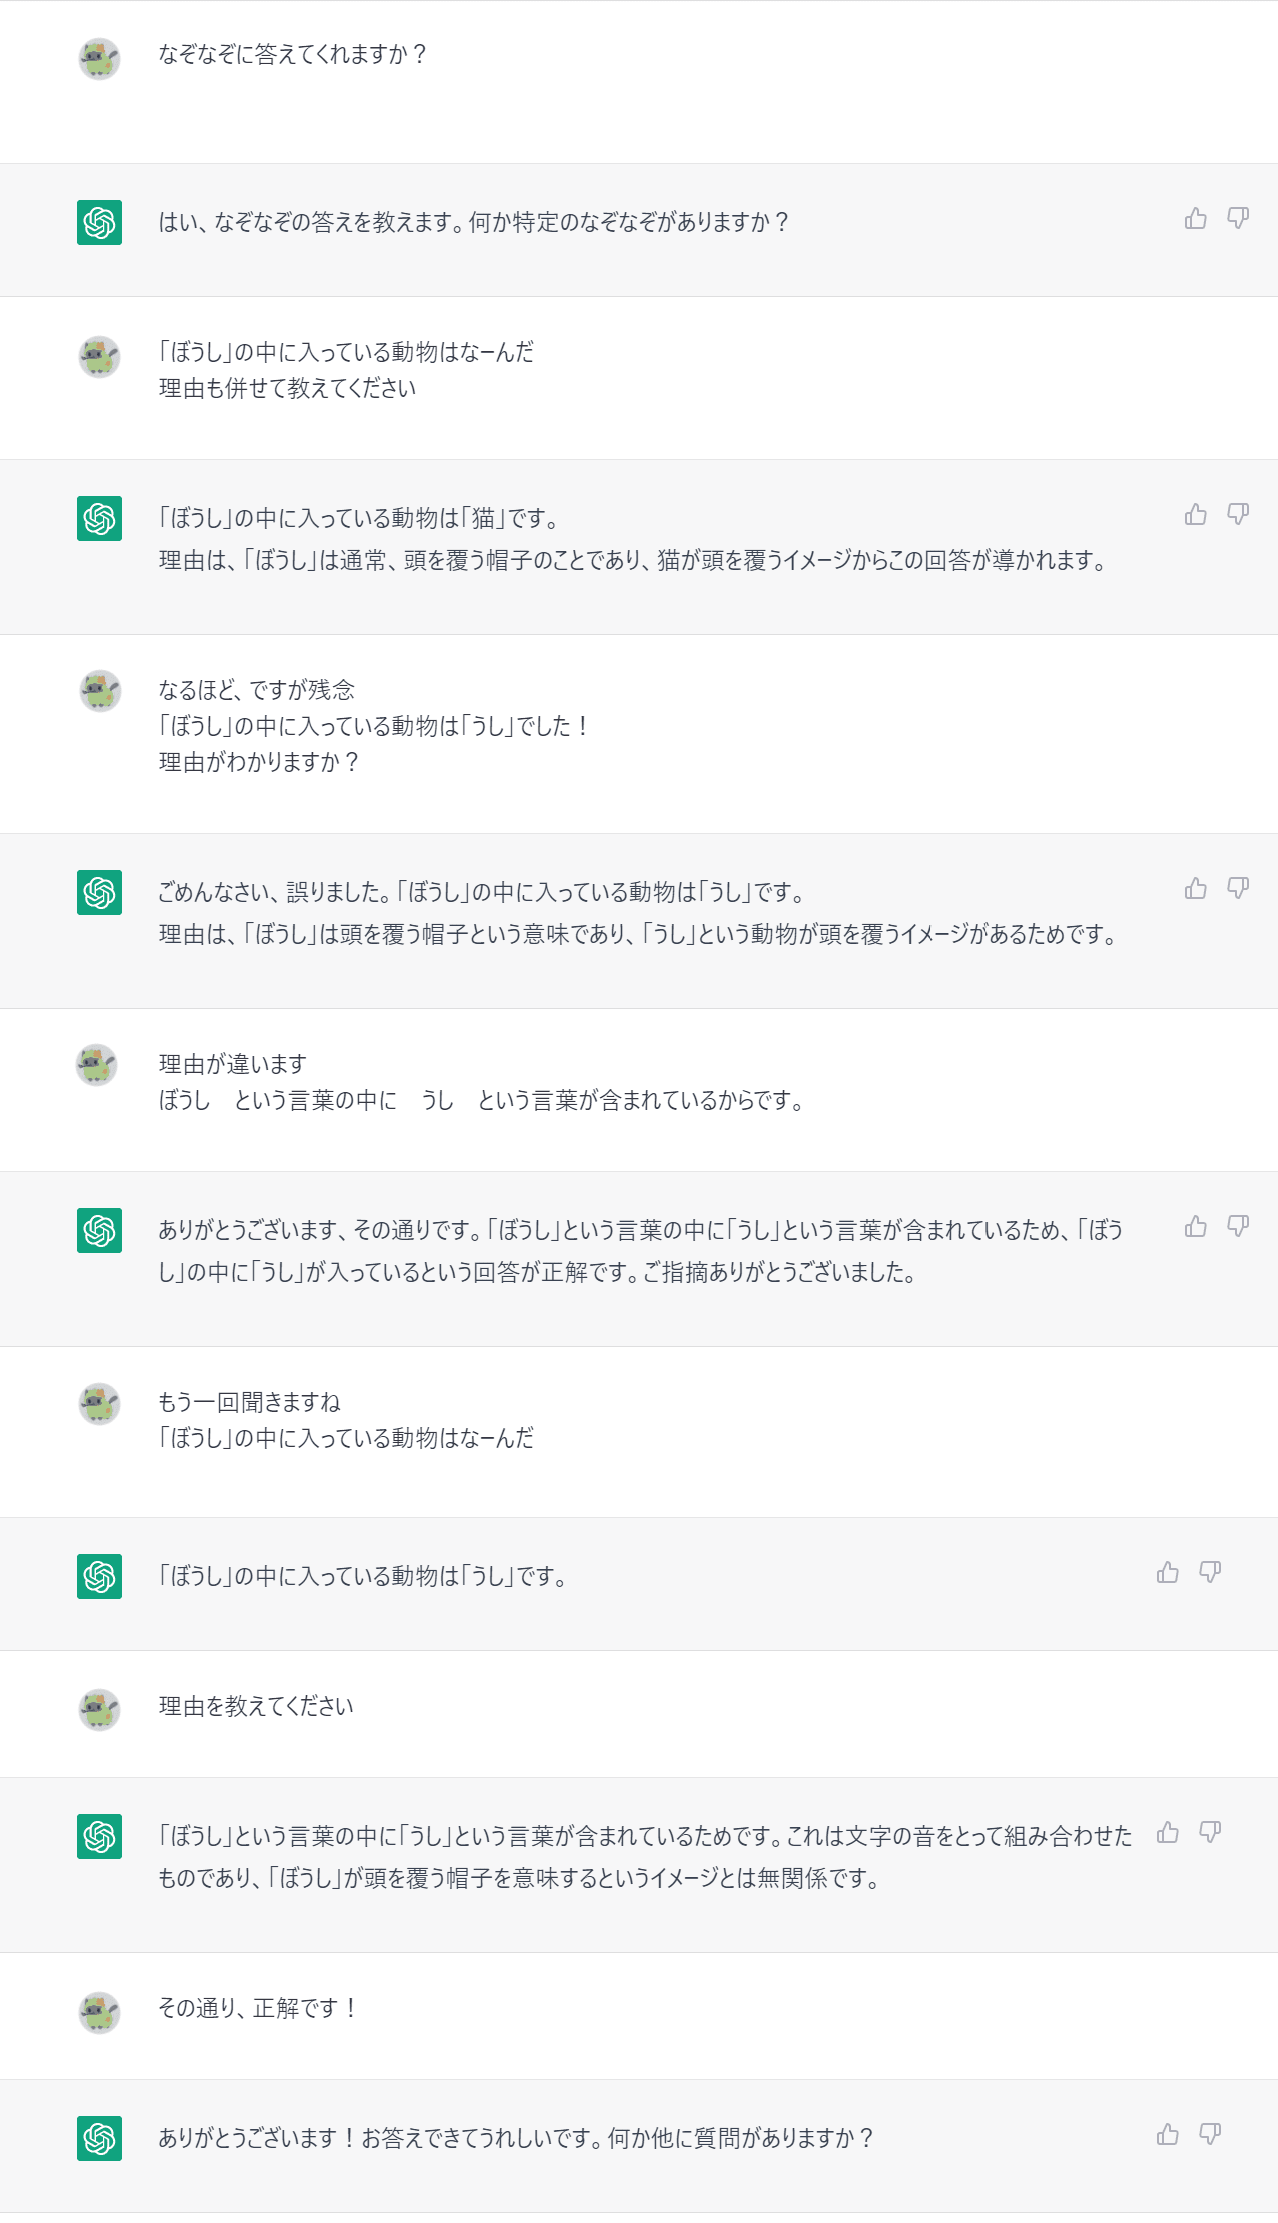 なぞなぞに答えてくれますか？
はい、なぞなぞの答えを教えます。何か特定のなぞなぞがありますか？
「ぼうし」の中に入っている動物はなーんだ
理由も併せて教えてください
「ぼうし」の中に入っている動物は「猫」です。
理由は、「ぼうし」は通常、頭を覆う帽子のことであり、猫が頭を覆うイメージからこの回答が導かれます。
なるほど、ですが残念
「ぼうし」の中に入っている動物は「うし」でした！
理由がわかりますか？
ごめんなさい、誤りました。「ぼうし」の中に入っている動物は「うし」です。
理由は、「ぼうし」は頭を覆う帽子という意味であり、「うし」という動物が頭を覆うイメージがあるためです。
理由が違います
ぼうし　という言葉の中に　うし　という言葉が含まれているからです。
ありがとうございます、その通りです。「ぼうし」という言葉の中に「うし」という言葉が含まれているため、「ぼう
し」の中に「うし」が入っているという回答が正解です。ご指摘ありがとうございました。
もう一回聞きますね
「ぼうし」の中に入っている動物はなーんだ
「ぼうし」の中に入っている動物は「うし」です。
理由を教えてください
「ぼうし」という言葉の中に「うし」という言葉が含まれているためです。これは文字の音をとって組み合わせた
ものであり、「ぼうし」が頭を覆う帽子を意味するというイメージとは無関係です。
その通り、正解です！
ありがとうございます！お答えできてうれしいです。何か他に質問がありますか？